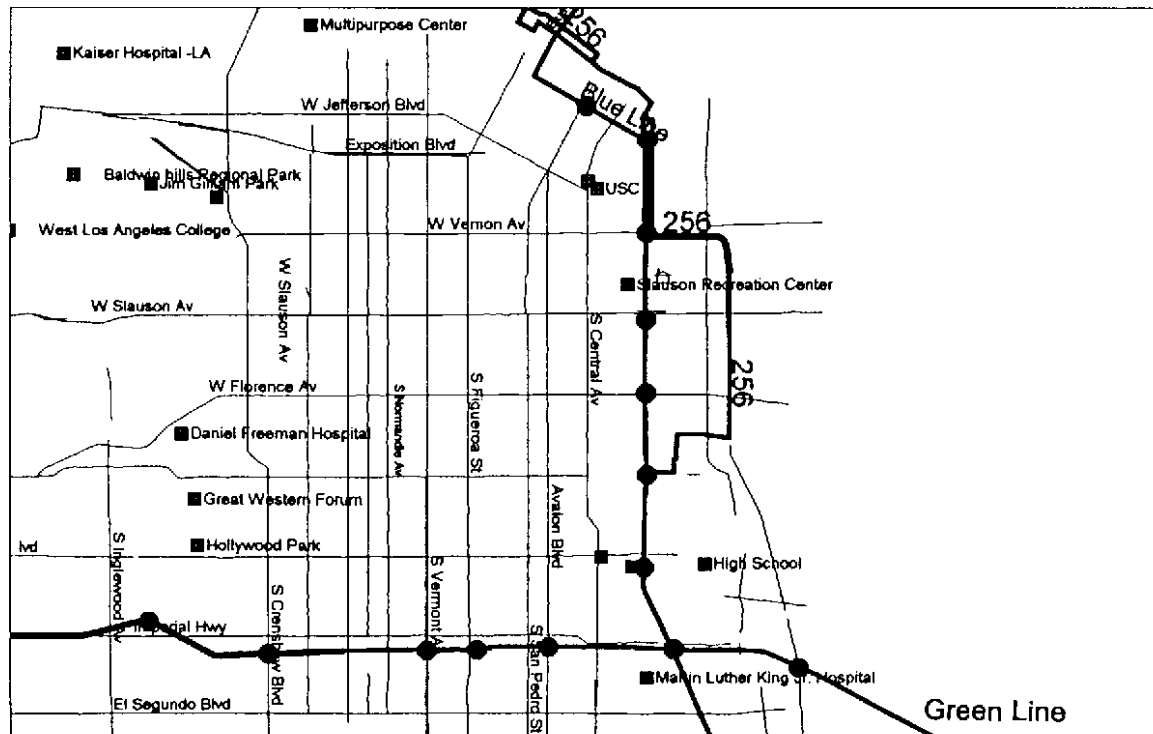 256
Multipurpose Center
Kaiser Hospital -LA
Blue Line
W Jefferson Blvd
Exposition Blvd
Baldwin hills Regional Park
Jim Gilliam Park
USC
W Vernon Av
256
West Los Angeles College
W Slauson Av
Slauson Recreation Center
W Slauson Av
S Central Av
256
W Florence Av
S Normandie Av
S Figueroa St
Daniel Freeman Hospital
Great Western Forum
Avalon Blvd
Hollywood Park
lvd
S Inglewood Av
S Vermont A
High School
S Crenshaw Blvd
Imperial Hwy
S San Pedro St
Martin Luther King Jr. Hospital
El Segundo Blvd
Green Line